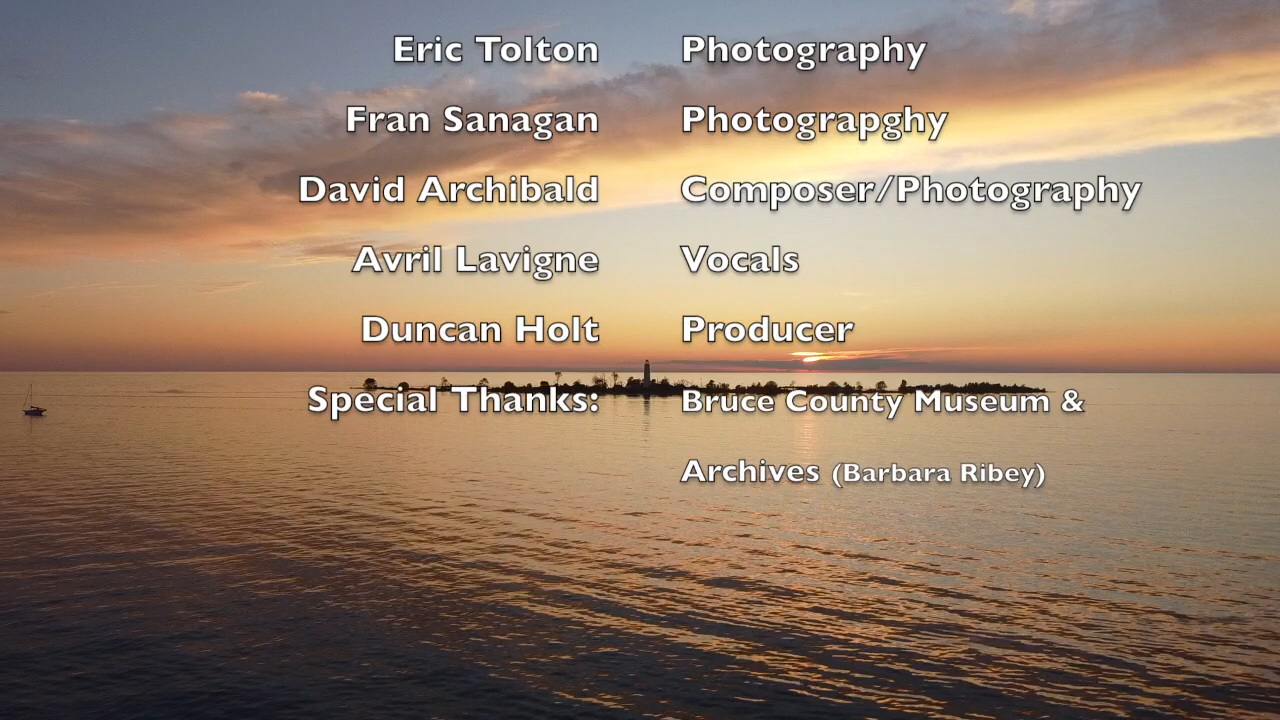 Eric Tolton Photography
Fran Sanagan Photograpghy
David Archibald Composer/Photography
Avril Lavigne Vocals
Duncan Holt Producer
Special Thanks: Bruce County Museum &
Archives (Barbara Ribey)